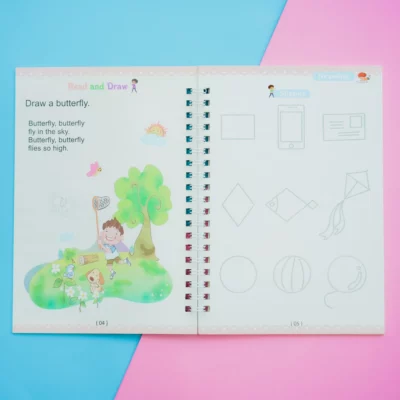 Read and Draw
Draw a butterfly.
Butterfly, butterfly
fly in the sky.
Butterfly, butterfly
flies so high.
( 04 )
( 05 )